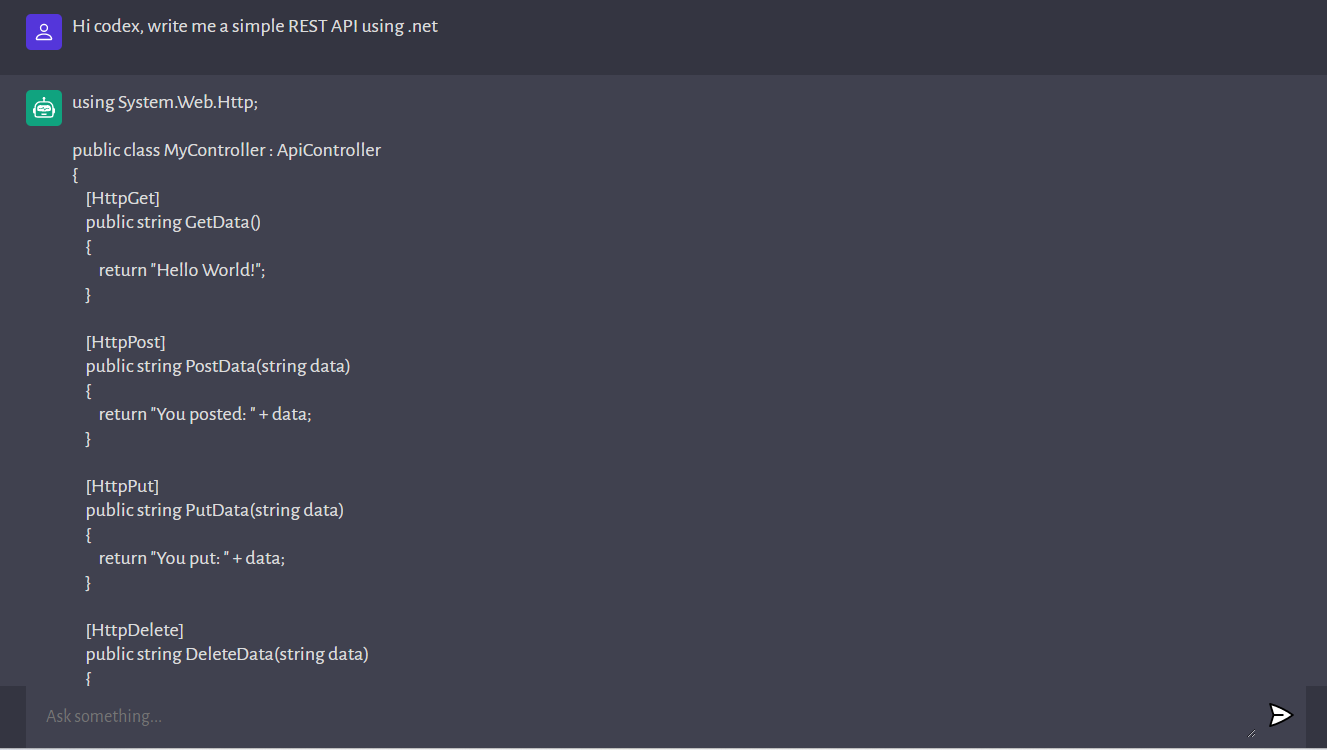 Hi codex, write me a simple REST API using .net
using System.Web.Http;
public class MyController : ApiController
{
[HttpGet]
public string GetData()
{
return "Hello World!";
}
[HttpPost]
public string PostData(string data)
{
return "You posted: " + data;
}
[HttpPut]
public string PutData(string data)
{
return "You put: " + data;
}
[HttpDelete]
public string DeleteData(string data)
{
Ask something...